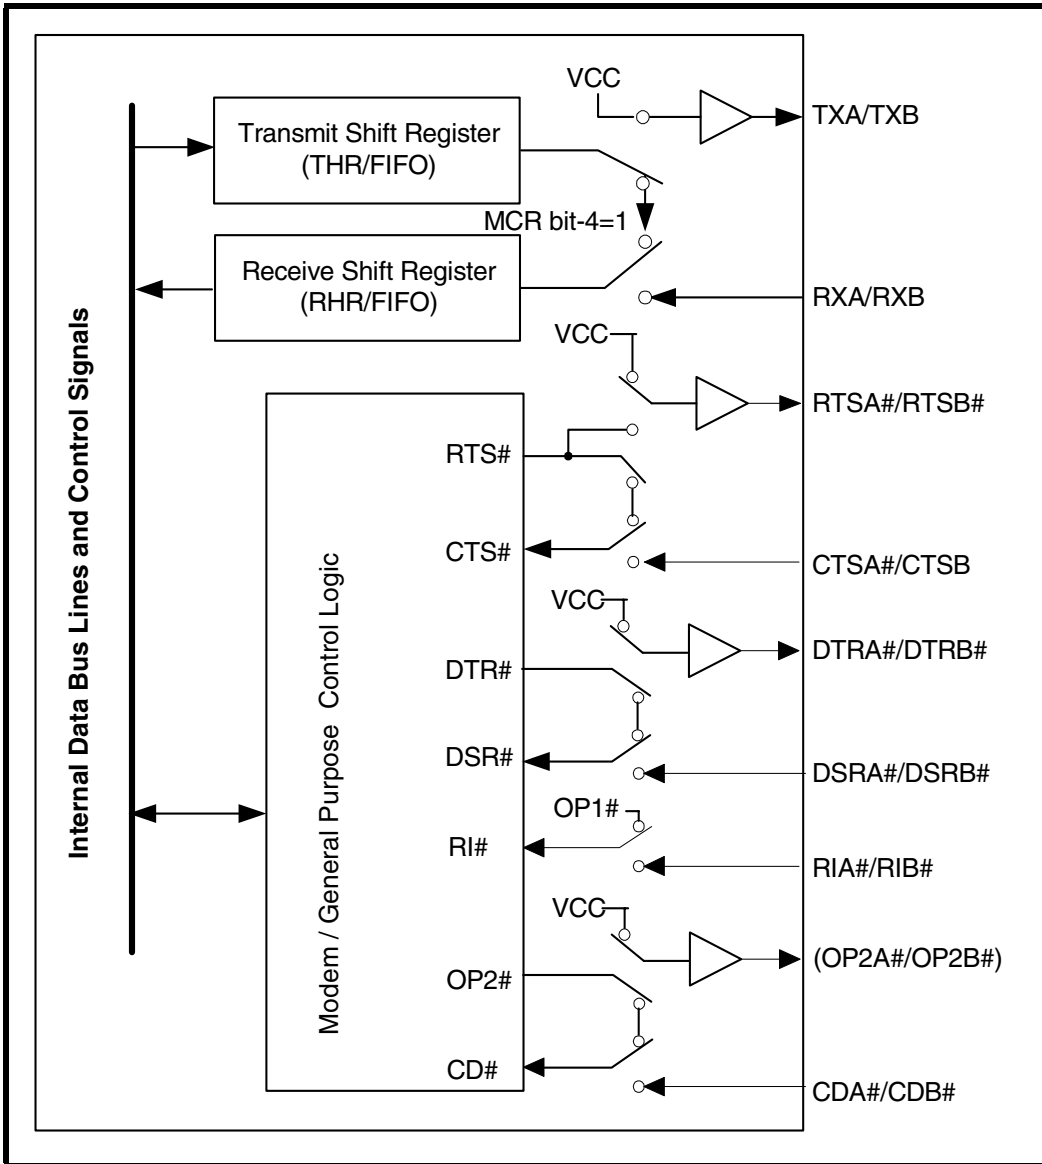 VCC
TXA/TXB
Transmit Shift Register
(THR/FIFO)
MCR bit-4=1
Receive Shift Register
(RHR/FIFO)
RXA/RXB
VCC
RTSA#/RTSB#
RTS#
CTS#
CTSA#/CTSB
VCC
DTRA#/DTRB#
DTR#
DSR#
DSRA#/DSRB#
OP1#
RI#
RIA#/RIB#
VCC
(OP2A#/OP2B#)
OP2#
CD#
CDA#/CDB#
Internal Data Bus Lines and Control Signals
Modem / General Purpose Control Logic